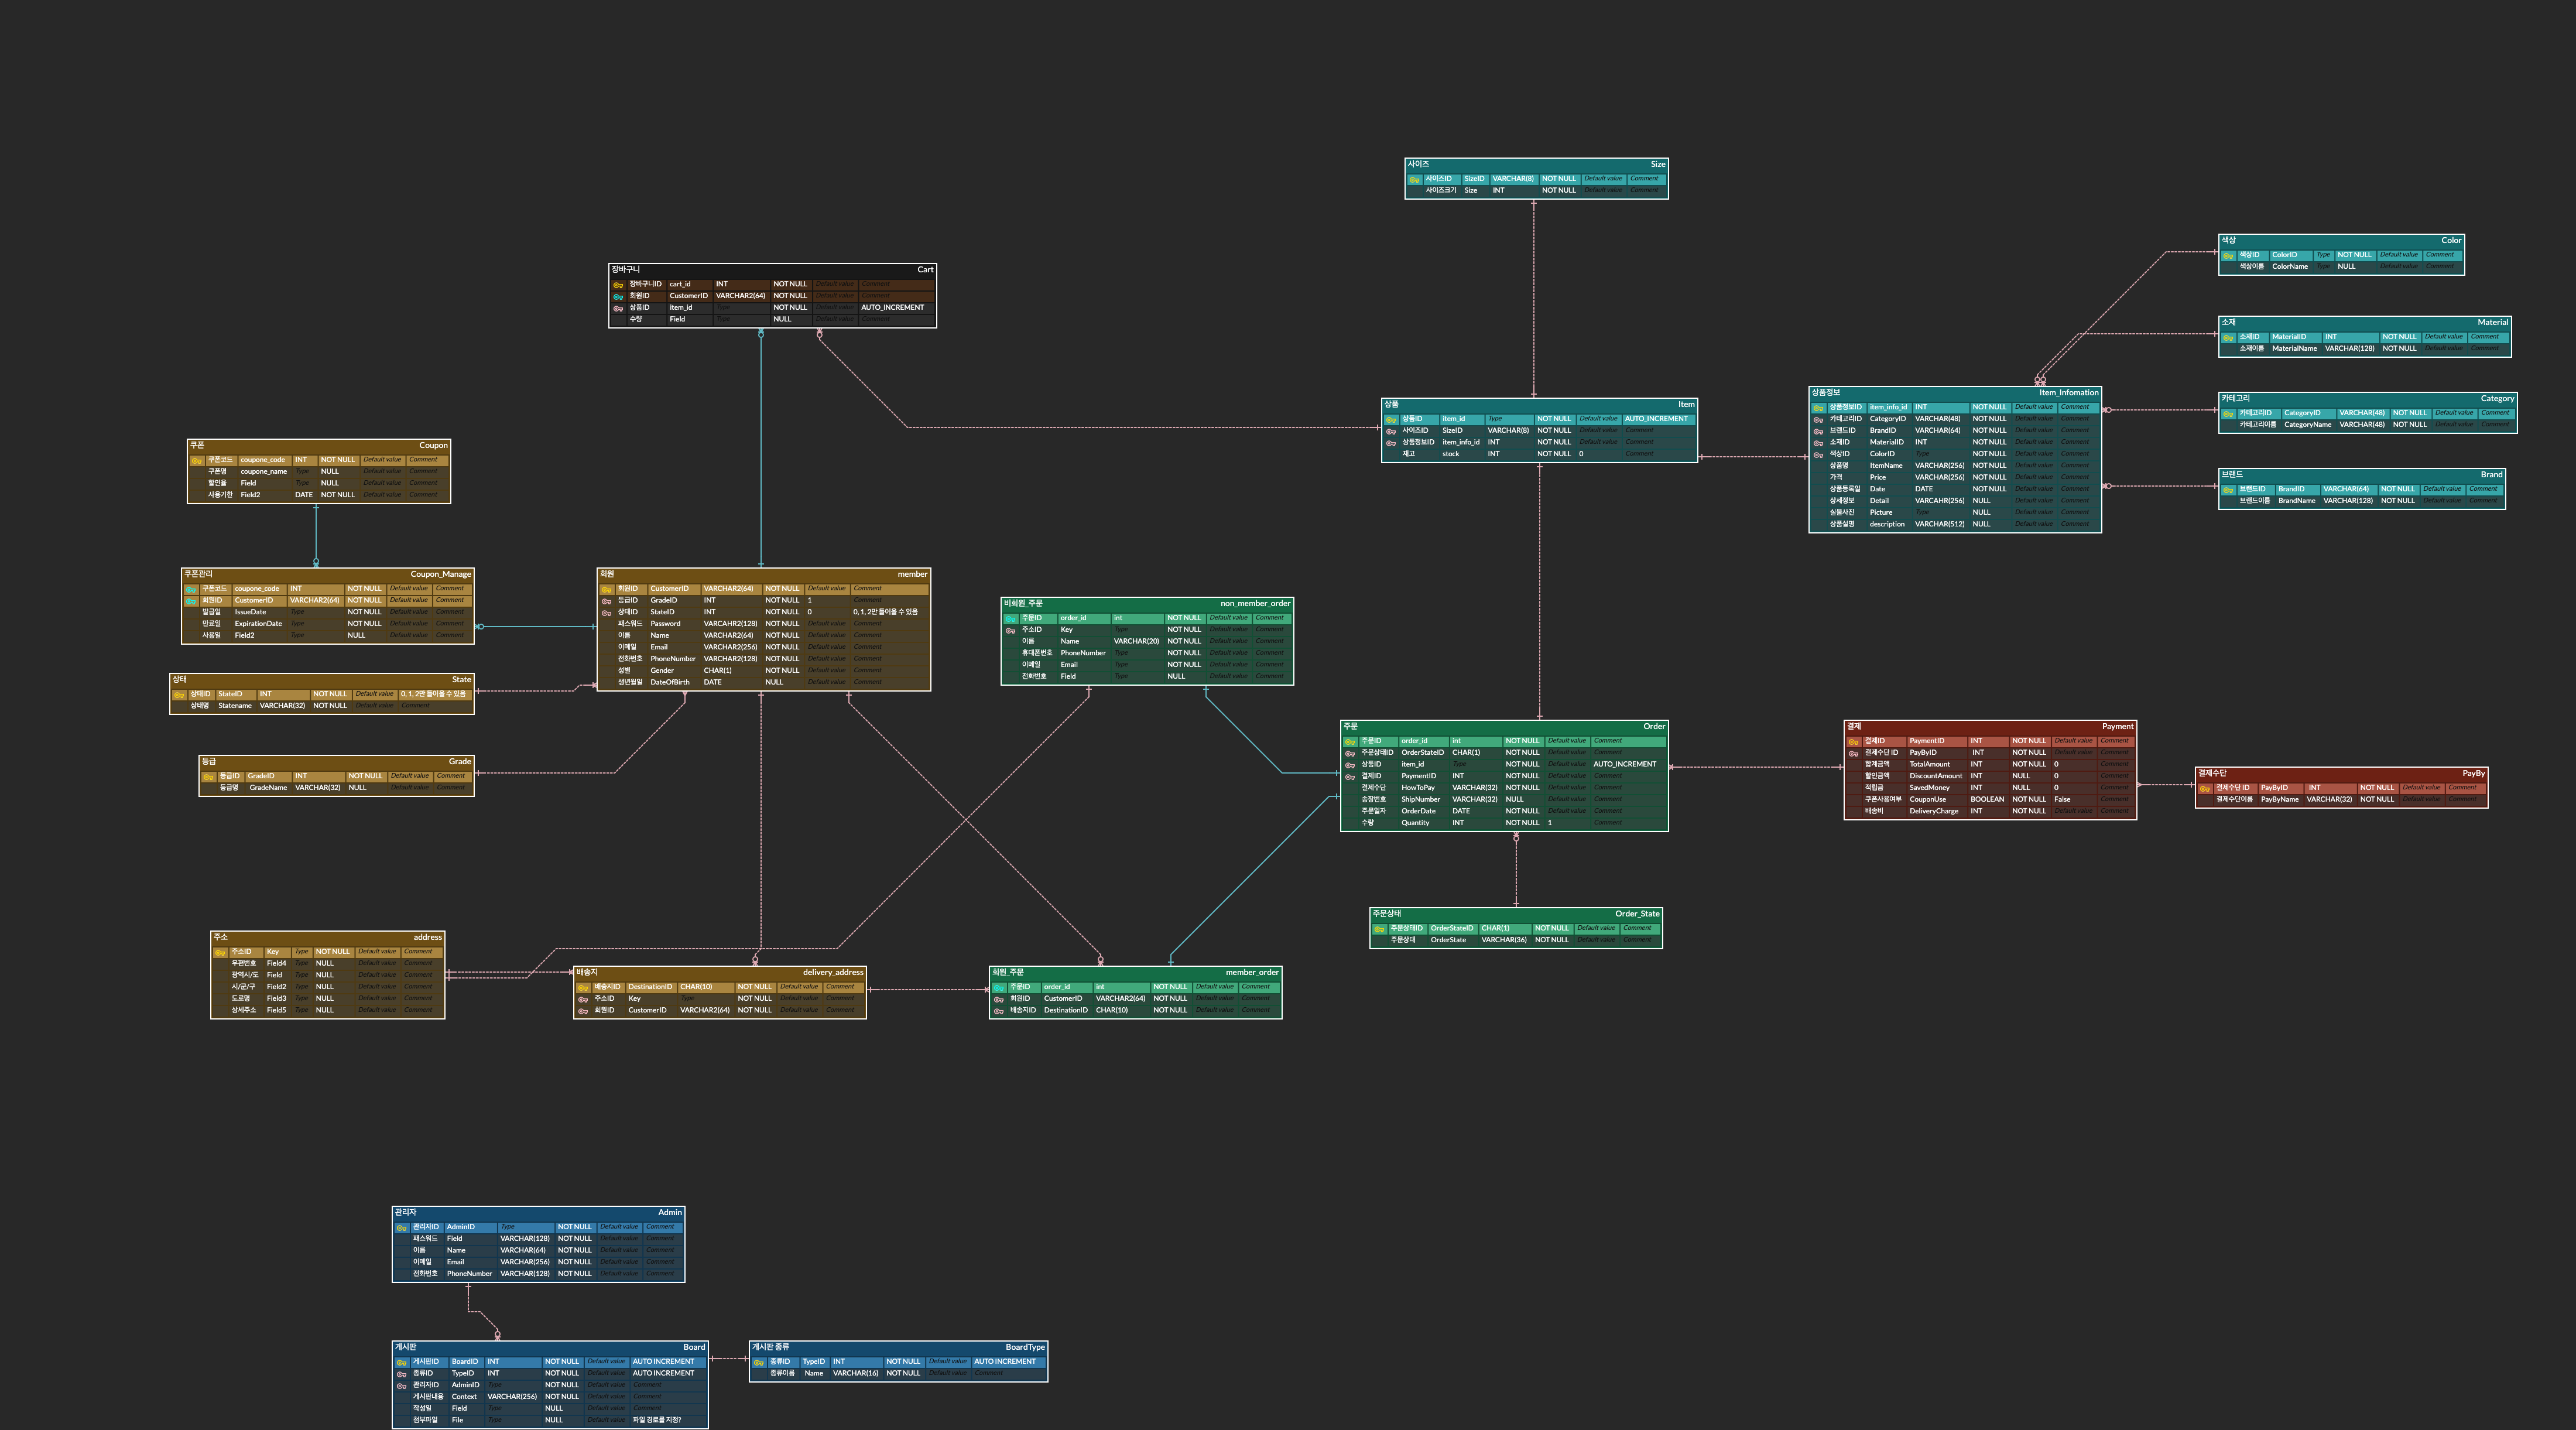 사이즈 Size
사이즈ID SizeID VARCHAR(8) NOT NULL Default value Comment
사이즈크기 Size INT NOT NULL Default value Comment
색상 Color
색상ID ColorID Type NOT NULL Default value Comment
색상이름 ColorName Type NULL Default value Comment
장바구니 Cart
장바구니ID cart_id INT NOT NULL Default value Comment
회원ID CustomerID VARCHAR2(64) NOT NULL Default value Comment
상품ID item_id Type NOT NULL Default value AUTO_INCREMENT
수량 Field Type NULL Default value Comment
소재 Material
소재ID MaterialID INT NOT NULL Default value Comment
소재이름 MaterialName VARCHAR(128) NOT NULL Default value Comment
상품 Item
상품ID item_id Type NOT NULL Default value AUTO_INCREMENT
사이즈ID SizeID VARCHAR(8) NOT NULL Default value Comment
상품정보ID item_info_id INT NOT NULL Default value Comment
재고 stock INT NOT NULL 0 Comment
상품정보 Item_Infomation
상품정보ID item_info_id INT NOT NULL Default value Comment
카테고리ID CategoryID VARCHAR(48) NOT NULL Default value Comment
브랜드ID BrandID VARCHAR(64) NOT NULL Default value Comment
소재ID MaterialID INT NOT NULL Default value Comment
색상ID ColorID Type NOT NULL Default value Comment
상품명 ItemName VARCHAR(256) NOT NULL Default value Comment
가격 Price VARCHAR(256) NOT NULL Default value Comment
상품등록일 Date DATE NOT NULL Default value Comment
상세정보 Detail VARCAHR(256) NULL Default value Comment
실물사진 Picture Type NULL Default value Comment
상품설명 description VARCHAR(512) NULL Default value Comment
카테고리 Category
카테고리ID CategoryID VARCHAR(48) NOT NULL Default value Comment
카테고리이름 CategoryName VARCHAR(48) NOT NULL Default value Comment
브랜드 Brand
브랜드ID BrandID VARCHAR(64) NOT NULL Default value Comment
브랜드이름 BrandName VARCHAR(128) NOT NULL Default value Comment
쿠폰 Coupon
쿠폰코드 coupone_code INT NOT NULL Default value Comment
쿠폰명 coupone_name Type NULL Default value Comment
할인율 Field Type NULL Default value Comment
사용기한 Field2 DATE NOT NULL Default value Comment
쿠폰관리 Coupon_Manage
쿠폰코드 coupone_code INT NOT NULL Default value Comment
회원ID CustomerID VARCHAR2(64) NOT NULL Default value Comment
발급일 IssueDate Type NOT NULL Default value Comment
만료일 ExpirationDate Type NOT NULL Default value Comment
사용일 Field2 Type NULL Default value Comment
회원 member
회원ID CustomerID VARCHAR2(64) NOT NULL Default value Comment
등급ID GradeID INT NOT NULL 1 Comment
상태ID StateID INT NOT NULL 0 0, 1, 2만 들어올 수 있음
패스워드 Password VARCAHR2(128) NOT NULL Default value Comment
이름 Name VARCHAR2(64) NOT NULL Default value Comment
이메일 Email VARCHAR2(256) NOT NULL Default value Comment
전화번호 PhoneNumber VARCHAR2(128) NOT NULL Default value Comment
성별 Gender CHAR(1) NOT NULL Default value Comment
생년월일 DateOfBirth DATE NULL Default value Comment
비회원_주문 non_member_order
주문ID order_id int NOT NULL Default value Comment
주소ID Key Type NOT NULL Default value Comment
이름 Name VARCHAR(20) NOT NULL Default value Comment
휴대폰번호 PhoneNumber Type NOT NULL Default value Comment
이메일 Email Type NOT NULL Default value Comment
전화번호 Field Type NULL Default value Comment
상태 State
상태ID StateID INT NOT NULL Default value 0, 1, 2만 들어올 수 있음
상태명 Statename VARCHAR(32) NOT NULL Default value Comment
등급 Grade
등급ID GradeID INT NOT NULL Default value Comment
등급명 GradeName VARCHAR(32) NULL Default value Comment
주문 Order
주문ID order_id int NOT NULL Default value Comment
주문상태ID OrderStateID CHAR(1) NOT NULL Default value Comment
상품ID item_id Type NOT NULL Default value AUTO_INCREMENT
결제ID PaymentID INT NOT NULL Default value Comment
결제수단 HowToPay VARCHAR(32) NOT NULL Default value Comment
송장번호 ShipNumber VARCHAR(32) NULL Default value Comment
주문일자 OrderDate DATE NOT NULL Default value Comment
수량 Quantity INT NOT NULL 1 Comment
결제 Payment
결제ID PaymentID INT NOT NULL Default value Comment
결제수단 ID PayByID INT NOT NULL Default value Comment
합계금액 TotalAmount INT NOT NULL 0 Comment
할인금액 DiscountAmount INT NULL 0 Comment
적립금 SavedMoney INT NULL 0 Comment
쿠폰사용여부 CouponUse BOOLEAN NOT NULL False Comment
배송비 DeliveryCharge INT NOT NULL Default value Comment
결제수단 PayBy
결제수단 ID PayByID INT NOT NULL Default value Comment
결제수단이름 PayByName VARCHAR(32) NOT NULL Default value Comment
주문상태 Order_State
주문상태ID OrderStateID CHAR(1) NOT NULL Default value Comment
주문상태 OrderState VARCHAR(36) NOT NULL Default value Comment
주소 address
주소ID Key Type NOT NULL Default value Comment
우편번호 Field4 Type NULL Default value Comment
광역시/도 Field Type NULL Default value Comment
시/군/구 Field2 Type NULL Default value Comment
도로명 Field3 Type NULL Default value Comment
상세주소 Field5 Type NULL Default value Comment
배송지 delivery_address
배송지ID DestinationID CHAR(10) NOT NULL Default value Comment
주소ID Key Type NOT NULL Default value Comment
회원ID CustomerID VARCHAR2(64) NOT NULL Default value Comment
회원_주문 member_order
주문ID order_id int NOT NULL Default value Comment
회원ID CustomerID VARCHAR2(64) NOT NULL Default value Comment
배송지ID DestinationID CHAR(10) NOT NULL Default value Comment
관리자 Admin
관리자ID AdminID Type NOT NULL Default value Comment
패스워드 Field VARCHAR(128) NOT NULL Default value Comment
이름 Name VARCHAR(64) NOT NULL Default value Comment
이메일 Email VARCHAR(256) NOT NULL Default value Comment
전화번호 PhoneNumber VARCHAR(128) NOT NULL Default value Comment
게시판 Board
게시판ID BoardID INT NOT NULL Default value AUTO INCREMENT
종류ID TypeID INT NOT NULL Default value AUTO INCREMENT
관리자ID AdminID Type NOT NULL Default value Comment
게시판내용 Context VARCHAR(256) NOT NULL Default value Comment
작성일 Field Type NULL Default value Comment
첨부파일 File Type NULL Default value 파일 경로를 지정?
게시판 종류 BoardType
종류ID TypeID INT NOT NULL Default value AUTO INCREMENT
종류이름 Name VARCHAR(16) NOT NULL Default value Comment